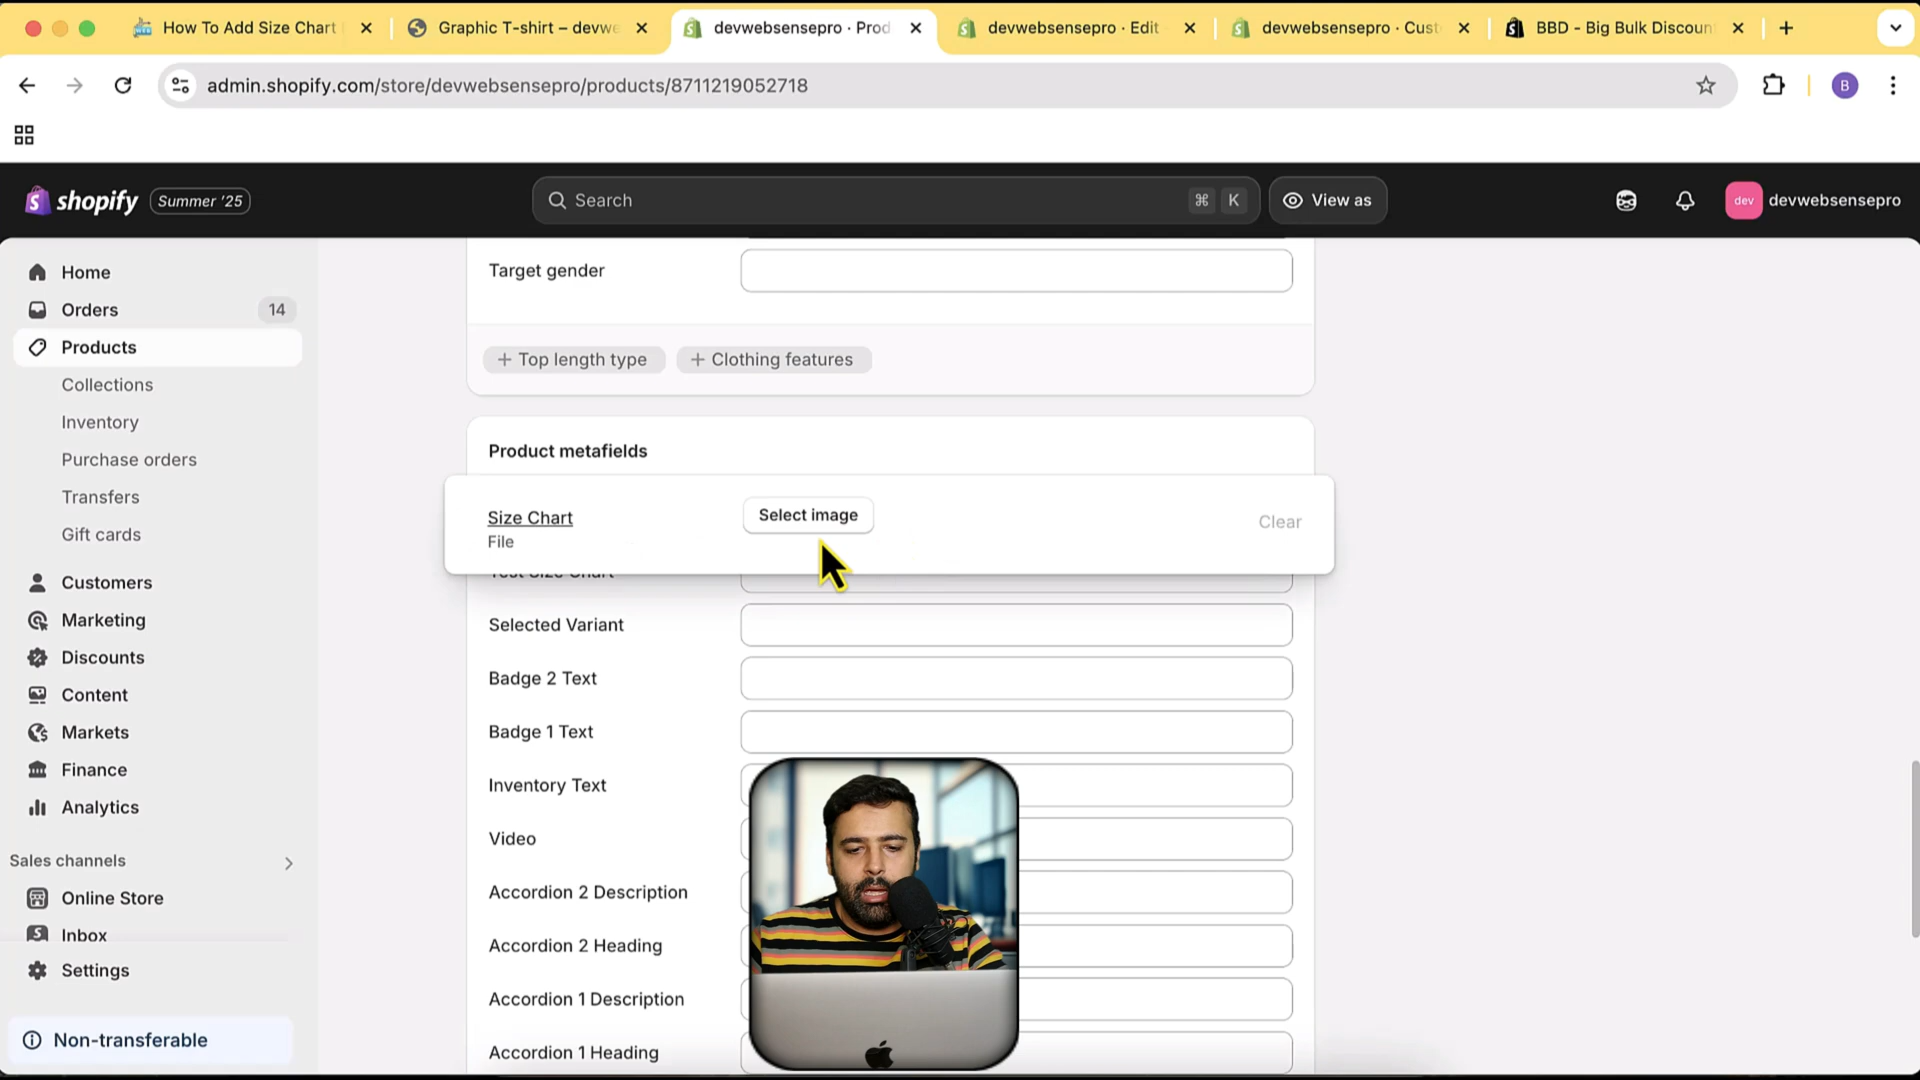 How To Add Size Chart
Graphic T-shirt – devwe
devwebsensepro · Prod
devwebsensepro · Edit
devwebsensepro · Cust
BBD - Big Bulk Discoun
admin.shopify.com/store/devwebsensepro/products/8711219052718
B
shopify
Summer '25
Search
⌘ K
View as
dev
devwebsensepro
Home
Orders
14
Products
Collections
Inventory
Purchase orders
Transfers
Gift cards
Customers
Marketing
Discounts
Content
Markets
Finance
Analytics
Sales channels
Online Store
Inbox
Settings
Non-transferable
Target gender
+ Top length type
+ Clothing features
Product metafields
Size Chart
File
Select image
Clear
Test Size Chart
Selected Variant
Badge 2 Text
Badge 1 Text
Inventory Text
Video
Accordion 2 Description
Accordion 2 Heading
Accordion 1 Description
Accordion 1 Heading